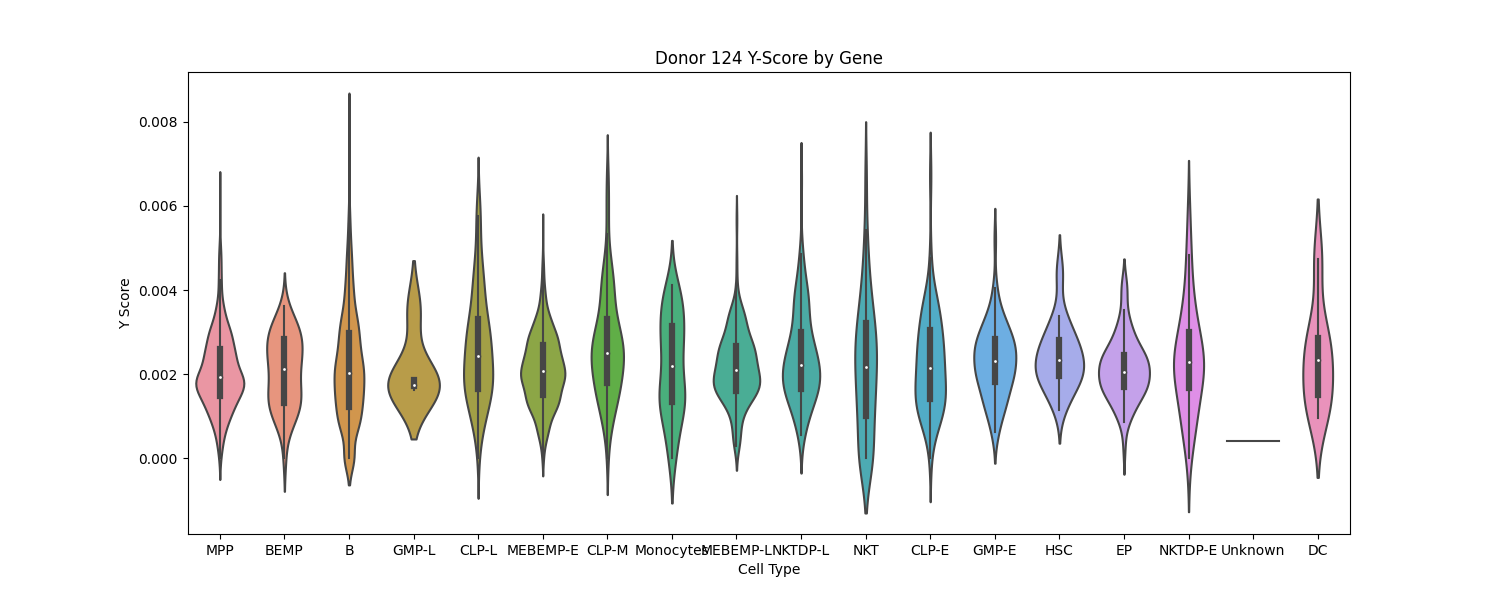 Donor 124 Y-Score by Gene
0.008
0.006
0.004
0.002
0.000
Y Score
MPP BEMP B GMP-L CLP-L MEBEMP-E CLP-M Monocytes MEBEMP-L NKTDP-L NKT CLP-E GMP-E HSC EP NKTDP-E Unknown DC
Cell Type